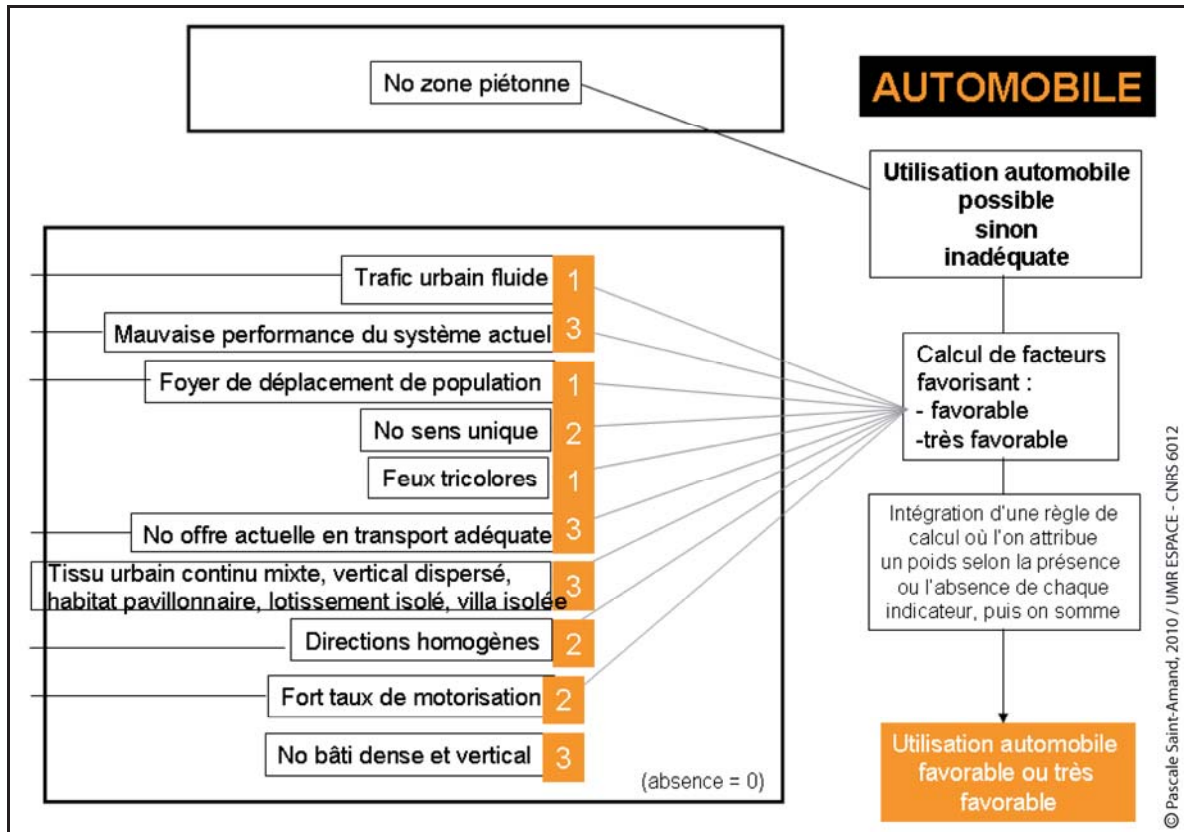 No zone piétonne
AUTOMOBILE
Utilisation automobile
possible
sinon
inadéquate
Trafic urbain fluide 1
Mauvaise performance du système actuel 3
Foyer de déplacement de population 1
No sens unique 2
Feux tricolores 1
No offre actuelle en transport adéquate 3
Tissu urbain continu mixte, vertical dispersé,
habitat pavillonnaire, lotissement isolé, villa isolée 3
Directions homogènes 2
Fort taux de motorisation 2
No bâti dense et vertical 3
(absence = 0)
Calcul de facteurs
favorisant :
- favorable
-très favorable
Intégration d'une règle de
calcul où l'on attribue
un poids selon la présence
ou l'absence de chaque
indicateur, puis on somme
Utilisation automobile
favorable ou très
favorable
© Pascale Saint-Amand, 2010 / UMR ESPACE - CNRS 6012